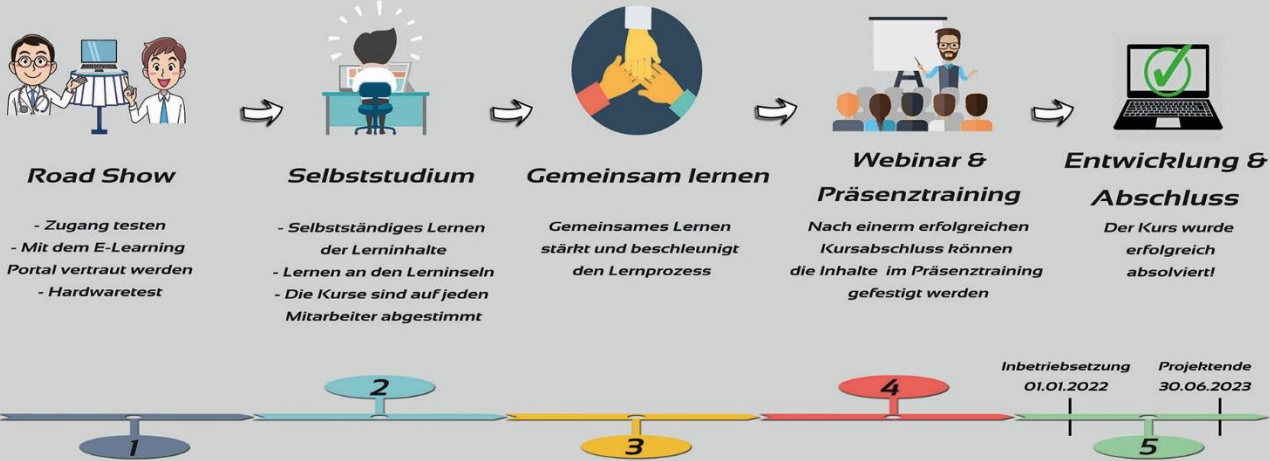 Road Show
- Zugang testen
- Mit dem E-Learning
Portal vertraut werden
- Hardwaretest
Selbststudium
- Selbstständiges Lernen
der Lerninhalte
- Lernen an den Lerninseln
- Die Kurse sind auf jeden
Mitarbeiter abgestimmt
Gemeinsam lernen
Gemeinsames Lernen
stärkt und beschleunigt
den Lernprozess
Webinar &
Präsenztraining
Nach einerm erfolgreichen
Kursabschluss können
die Inhalte im Präsenztraining
gefestigt werden
Entwicklung &
Abschluss
Der Kurs wurde
erfolgreich
absolviert!
Inbetriebsetzung
01.01.2022
Projektende
30.06.2023
1
2
3
4
5